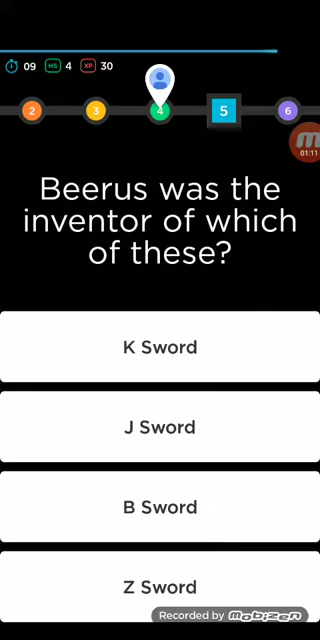 09 HS 4 XP 30
2 3 4 5 6
01:11
Beerus was the
inventor of which
of these?
K Sword
J Sword
B Sword
Z Sword
Recorded by MOBIZEN